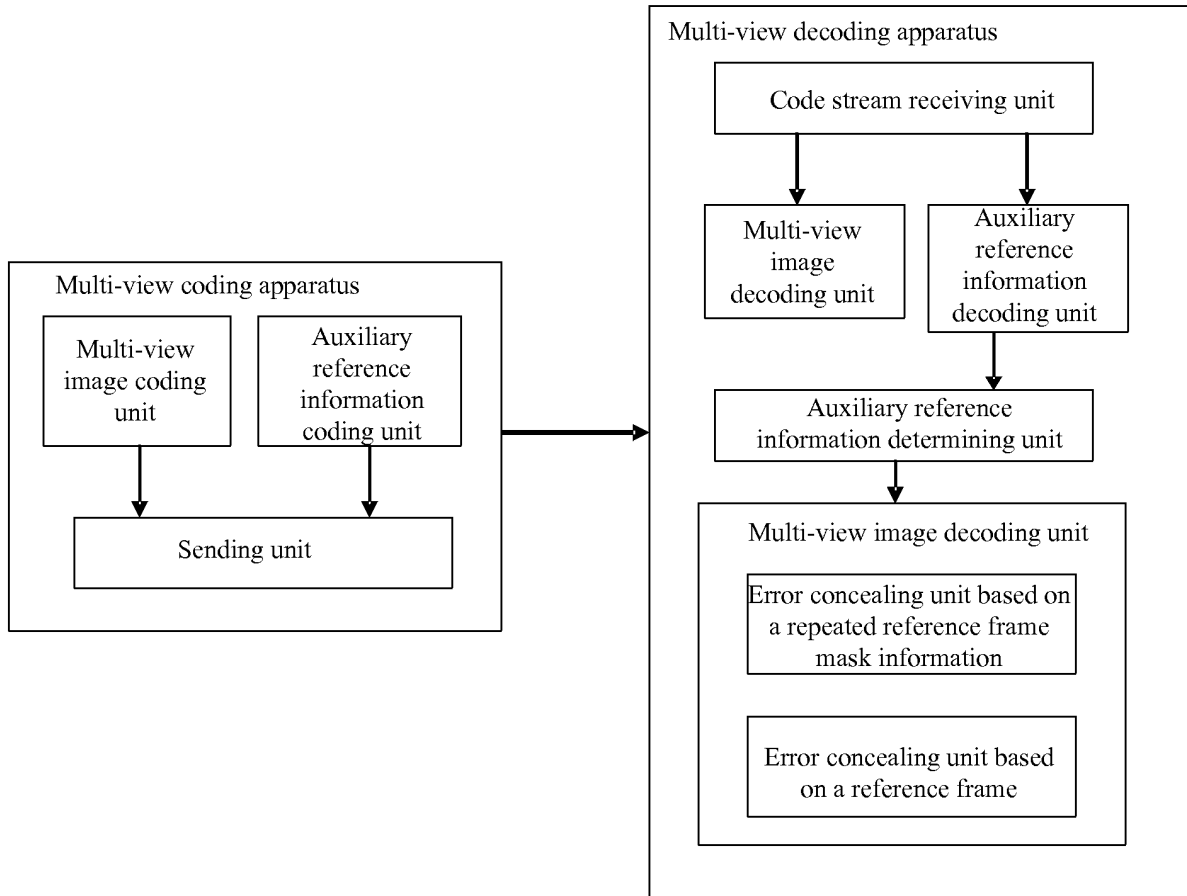 Multi-view coding apparatus
Multi-view
image coding
unit
Auxiliary
reference
information
coding unit
Sending unit
Multi-view decoding apparatus
Code stream receiving unit
Multi-view
image
decoding unit
Auxiliary
reference
information
decoding unit
Auxiliary reference
information determining unit
Multi-view image decoding unit
Error concealing unit based on
a repeated reference frame
mask information
Error concealing unit based
on a reference frame